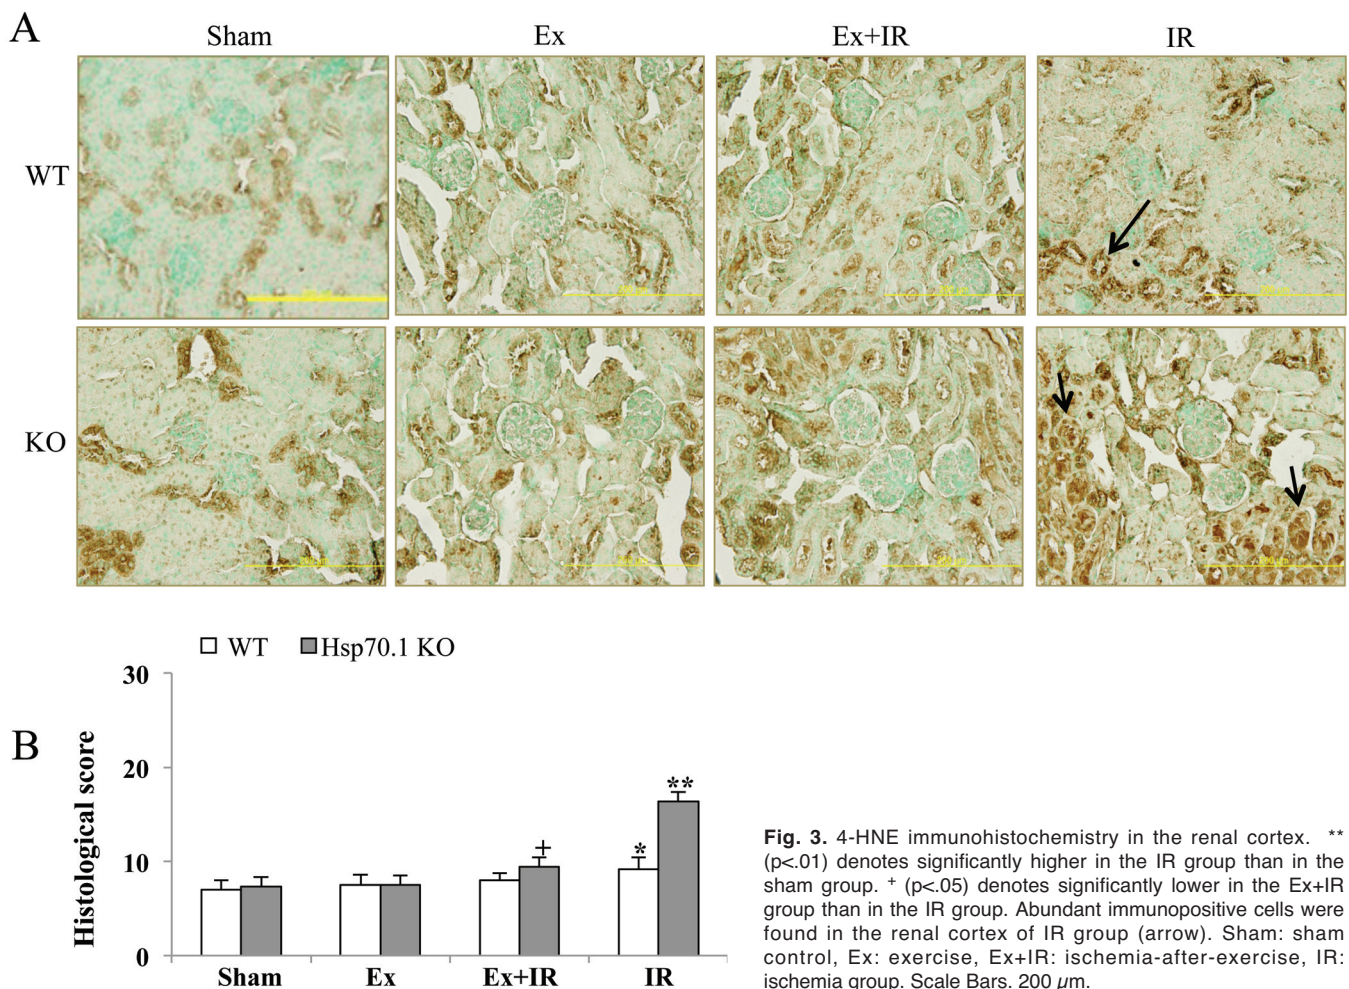 A
Sham Ex Ex+IR IR
WT
KO
WT Hsp70.1 KO
B
Histological score
30
20
10
0
+
*
**
Sham Ex Ex+IR IR
Fig. 3. 4-HNE immunohistochemistry in the renal cortex. **
(p<.01) denotes significantly higher in the IR group than in the
sham group. + (p<.05) denotes significantly lower in the Ex+IR
group than in the IR group. Abundant immunopositive cells were
found in the renal cortex of IR group (arrow). Sham: sham
control, Ex: exercise, Ex+IR: ischemia-after-exercise, IR:
ischemia group. Scale Bars. 200 µm.